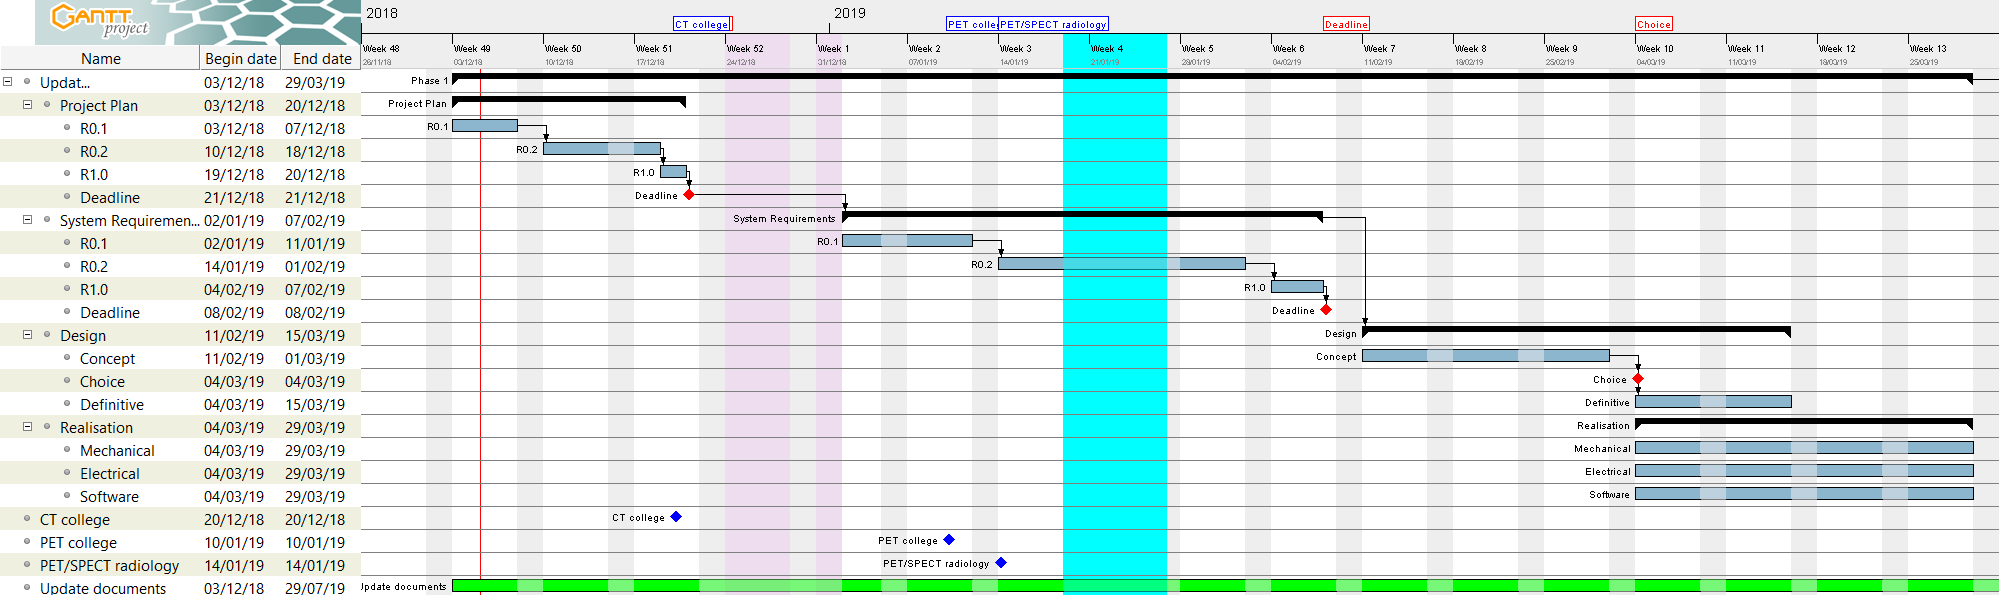 GANTT project
2018
2019
CT college
PET colle
PET/SPECT radiology
Deadline
Choice
Week 48 Week 49 Week 50 Week 51 Week 52 Week 1 Week 2 Week 3 Week 4 Week 5 Week 6 Week 7 Week 8 Week 9 Week 10 Week 11 Week 12 Week 13
26/11/18 03/12/18 10/12/18 17/12/18 24/12/18 31/12/18 07/01/19 14/01/19 21/01/19 28/01/19 04/02/19 11/02/19 18/02/19 25/02/19 04/03/19 11/03/19 18/03/19 25/03/19
Name Begin date End date
Updat... 03/12/18 29/03/19 Phase 1
Project Plan 03/12/18 20/12/18 Project Plan
R0.1 03/12/18 07/12/18 R0.1
R0.2 10/12/18 18/12/18 R0.2
R1.0 19/12/18 20/12/18 R1.0
Deadline 21/12/18 21/12/18 Deadline
System Requiremen... 02/01/19 07/02/19 System Requirements
R0.1 02/01/19 11/01/19 R0.1
R0.2 14/01/19 01/02/19 R0.2
R1.0 04/02/19 07/02/19 R1.0
Deadline 08/02/19 08/02/19 Deadline
Design 11/02/19 15/03/19 Design
Concept 11/02/19 01/03/19 Concept
Choice 04/03/19 04/03/19 Choice
Definitive 04/03/19 15/03/19 Definitive
Realisation 04/03/19 29/03/19 Realisation
Mechanical 04/03/19 29/03/19 Mechanical
Electrical 04/03/19 29/03/19 Electrical
Software 04/03/19 29/03/19 Software
CT college 20/12/18 20/12/18 CT college
PET college 10/01/19 10/01/19 PET college
PET/SPECT radiology 14/01/19 14/01/19 PET/SPECT radiology
Update documents 03/12/18 29/07/19 Update documents